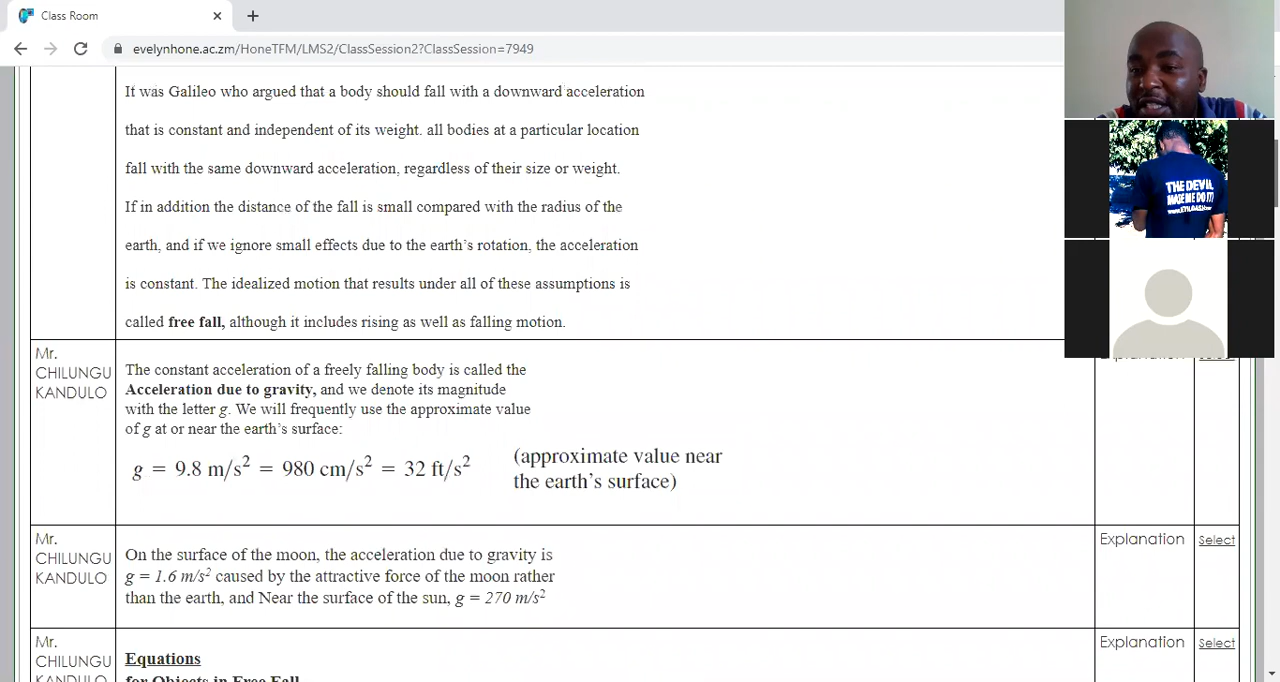 Class Room
evelynhone.ac.zm/HoneTFM/LMS2/ClassSession2?ClassSession=7949
It was Galileo who argued that a body should fall with a downward acceleration
that is constant and independent of its weight. all bodies at a particular location
fall with the same downward acceleration, regardless of their size or weight.
If in addition the distance of the fall is small compared with the radius of the
earth, and if we ignore small effects due to the earth's rotation, the acceleration
is constant. The idealized motion that results under all of these assumptions is
called free fall, although it includes rising as well as falling motion.
Mr.
CHILUNGU
KANDULO
The constant acceleration of a freely falling body is called the
Acceleration due to gravity, and we denote its magnitude
with the letter g. We will frequently use the approximate value
of g at or near the earth's surface:
g = 9.8 m/s² = 980 cm/s² = 32 ft/s²
(approximate value near
the earth's surface)
Mr.
CHILUNGU
KANDULO
On the surface of the moon, the acceleration due to gravity is
g = 1.6 m/s² caused by the attractive force of the moon rather
than the earth, and Near the surface of the sun, g = 270 m/s²
Explanation
Select
Mr.
CHILUNGU
KANDULO
Equations
for Objects in Free Fall
Explanation
Select
THE DEVIL
MADE ME DO IT!